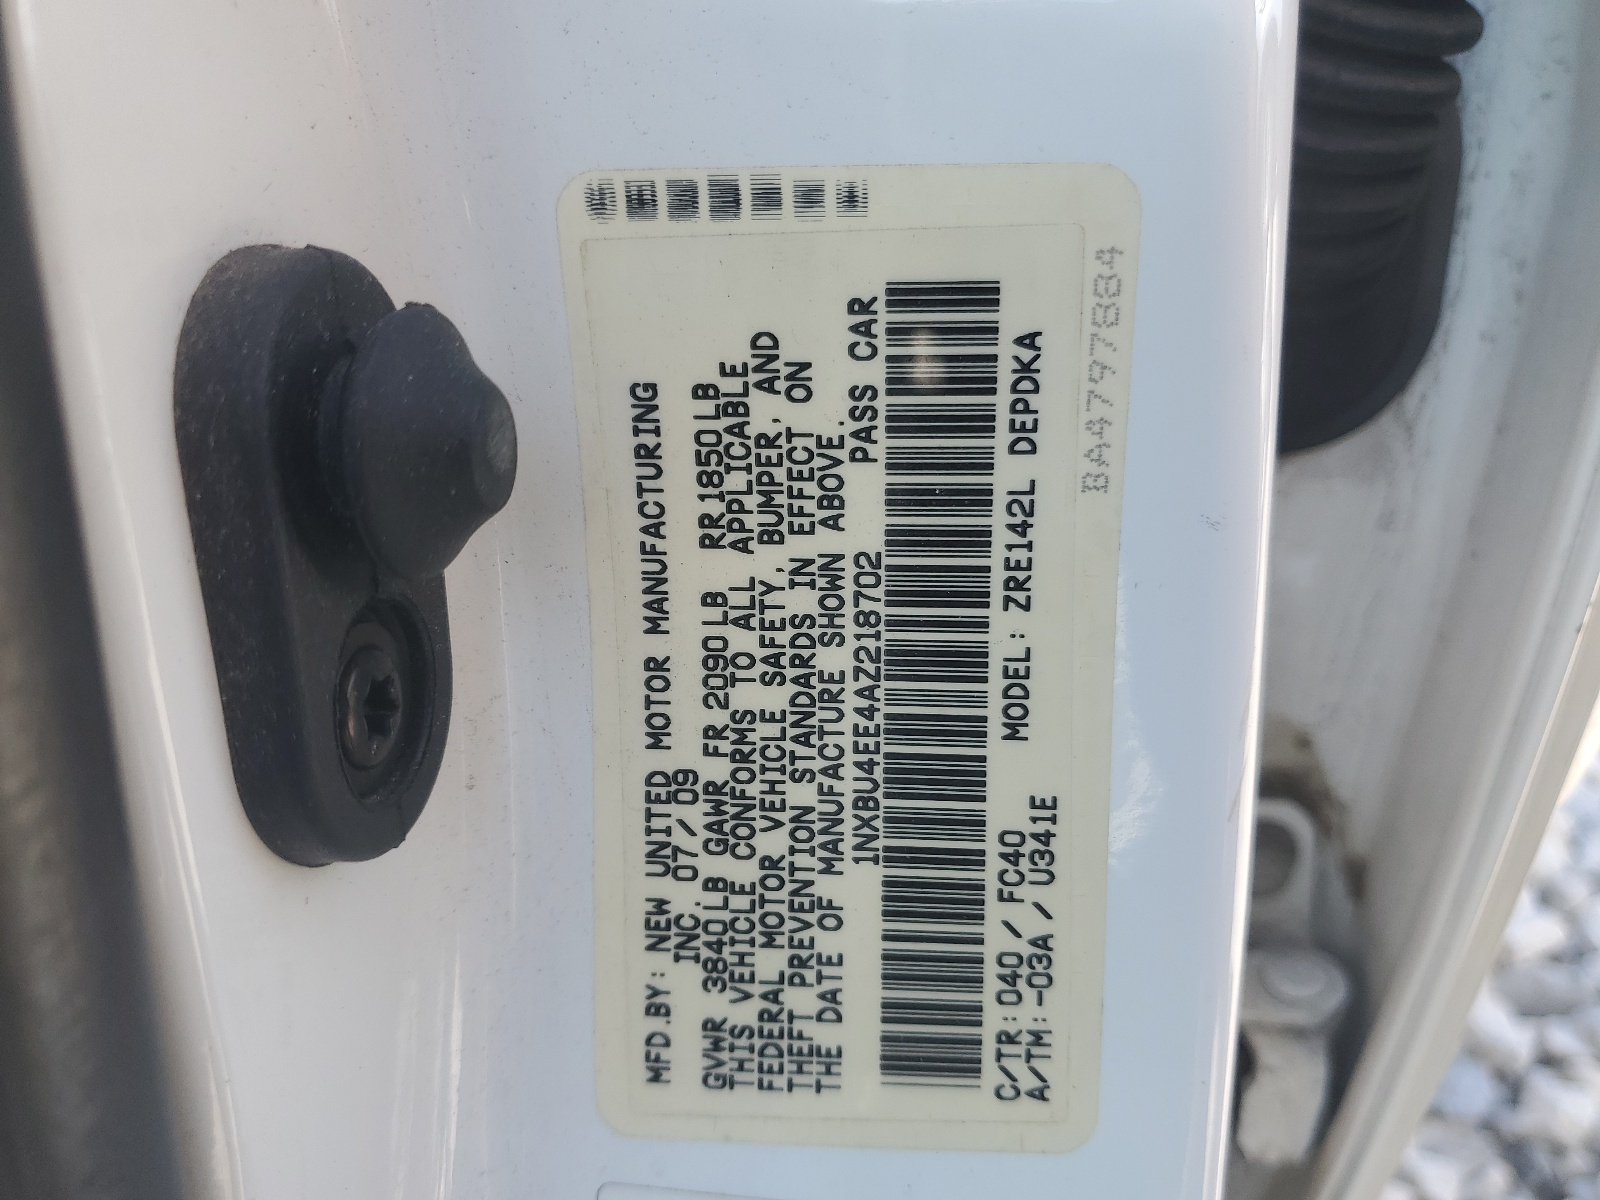 MFD.BY: NEW UNITED MOTOR MANUFACTURING
INC. 07/09
GVWR 3840LB GAWR FR 2090LB RR1850LB
THIS VEHICLE CONFORMS TO ALL APPLICABLE
FEDERAL MOTOR VEHICLE SAFETY, BUMPER, AND
THEFT PREVENTION STANDARDS IN EFFECT ON
THE DATE OF MANUFACTURE SHOWN ABOVE.
1NXBU4EE4AZ218702 PASS CAR
C/TR:040/FC40 MODEL: ZRE142L DEPDKA
A/TM:-03A/U341E
BA4797884